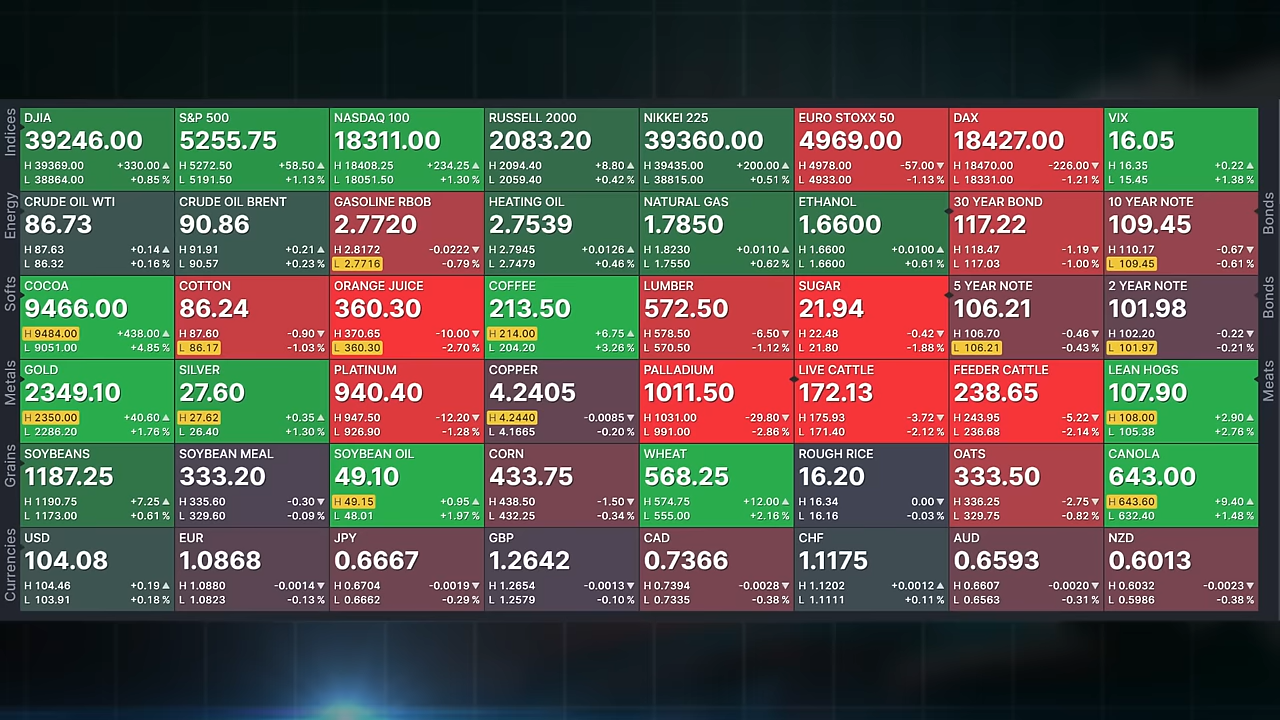 Indices
DJIA
39246.00
H 39369.00 +330.00▲
L 38864.00 +0.85%
S&P 500
5255.75
H 5272.50 +58.50▲
L 5191.50 +1.13%
NASDAQ 100
18311.00
H 18408.25 +234.25▲
L 18051.50 +1.30%
RUSSELL 2000
2083.20
H 2094.40 +8.80▲
L 2059.40 +0.42%
NIKKEI 225
39360.00
H 39435.00 +200.00▲
L 38815.00 +0.51%
EURO STOXX 50
4969.00
H 4978.00 -57.00▼
L 4933.00 -1.13%
DAX
18427.00
H 18470.00 -226.00▼
L 18331.00 -1.21%
VIX
16.05
H 16.35 +0.22▲
L 15.45 +1.38%
Energy
CRUDE OIL WTI
86.73
H 87.63 +0.14▲
L 86.32 +0.16%
CRUDE OIL BRENT
90.86
H 91.91 +0.21▲
L 90.57 +0.23%
GASOLINE RBOB
2.7720
H 2.8172 -0.0222▼
L 2.7716 -0.79%
HEATING OIL
2.7539
H 2.7945 +0.0126▲
L 2.7479 +0.46%
NATURAL GAS
1.7850
H 1.8230 +0.0110▲
L 1.7550 +0.62%
ETHANOL
1.6600
H 1.6600 +0.0100▲
L 1.6600 +0.61%
30 YEAR BOND
117.22
H 118.47 -1.19▼
L 117.03 -1.00%
10 YEAR NOTE
109.45
H 110.17 -0.67▼
L 109.45 -0.61%
Bonds
Softs
COCOA
9466.00
H 9484.00 +438.00▲
L 9051.00 +4.85%
COTTON
86.24
H 87.60 -0.90▼
L 86.17 -1.03%
ORANGE JUICE
360.30
H 370.65 -10.00▼
L 360.30 -2.70%
COFFEE
213.50
H 214.00 +6.75▲
L 204.20 +3.26%
LUMBER
572.50
H 578.50 -6.50▼
L 570.50 -1.12%
SUGAR
21.94
H 22.48 -0.42▼
L 21.80 -1.88%
5 YEAR NOTE
106.21
H 106.70 -0.46▼
L 106.21 -0.43%
2 YEAR NOTE
101.98
H 102.20 -0.22▼
L 101.97 -0.21%
Bonds
Metals
GOLD
2349.10
H 2350.00 +40.60▲
L 2286.20 +1.76%
SILVER
27.60
H 27.62 +0.35▲
L 26.40 +1.30%
PLATINUM
940.40
H 947.50 -12.20▼
L 926.90 -1.28%
COPPER
4.2405
H 4.2440 -0.0085▼
L 4.1665 -0.20%
PALLADIUM
1011.50
H 1031.00 -29.80▼
L 991.00 -2.86%
LIVE CATTLE
172.13
H 175.93 -3.72▼
L 171.40 -2.12%
FEEDER CATTLE
238.65
H 243.95 -5.22▼
L 236.68 -2.14%
LEAN HOGS
107.90
H 108.00 +2.90▲
L 105.38 +2.76%
Meats
Grains
SOYBEANS
1187.25
H 1190.75 +7.25▲
L 1173.00 +0.61%
SOYBEAN MEAL
333.20
H 335.60 -0.30▼
L 329.60 -0.09%
SOYBEAN OIL
49.10
H 49.15 +0.95▲
L 48.01 +1.97%
CORN
433.75
H 438.50 -1.50▼
L 432.25 -0.34%
WHEAT
568.25
H 574.75 +12.00▲
L 555.00 +2.16%
ROUGH RICE
16.20
H 16.34 0.00▼
L 16.16 -0.03%
OATS
333.50
H 336.25 -2.75▼
L 329.75 -0.82%
CANOLA
643.00
H 643.60 +9.40▲
L 632.40 +1.48%
Currencies
USD
104.08
H 104.46 +0.19▲
L 103.91 +0.18%
EUR
1.0868
H 1.0880 -0.0014▼
L 1.0823 -0.13%
JPY
0.6667
H 0.6704 -0.0019▼
L 0.6662 -0.29%
GBP
1.2642
H 1.2654 -0.0013▼
L 1.2579 -0.10%
CAD
0.7366
H 0.7394 -0.0028▼
L 0.7335 -0.38%
CHF
1.1175
H 1.1202 +0.0012▲
L 1.1111 +0.11%
AUD
0.6593
H 0.6607 -0.0020▼
L 0.6563 -0.31%
NZD
0.6013
H 0.6032 -0.0023▼
L 0.5986 -0.38%